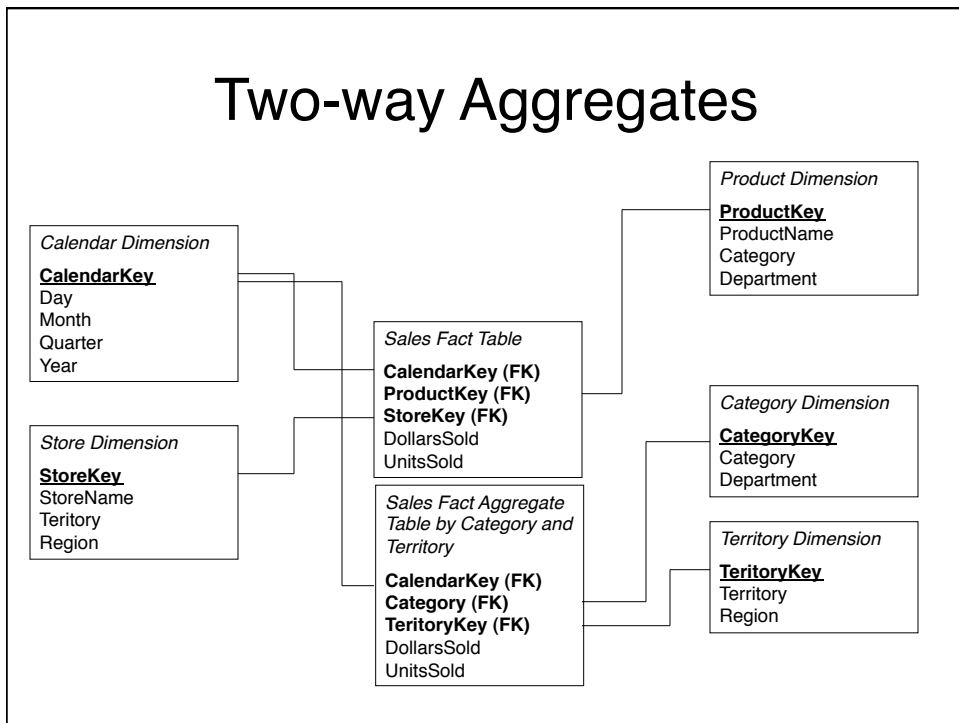 Two-way Aggregates
Calendar Dimension
CalendarKey
Day
Month
Quarter
Year
Store Dimension
StoreKey
StoreName
Teritory
Region
Sales Fact Table
CalendarKey (FK)
ProductKey (FK)
StoreKey (FK)
DollarsSold
UnitsSold
Sales Fact Aggregate
Table by Category and
Territory
CalendarKey (FK)
Category (FK)
TeritoryKey (FK)
DollarsSold
UnitsSold
Product Dimension
ProductKey
ProductName
Category
Department
Category Dimension
CategoryKey
Category
Department
Territory Dimension
TeritoryKey
Territory
Region